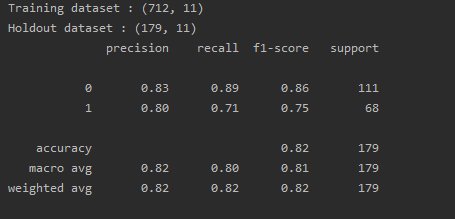 Training dataset : (712, 11)
Holdout dataset : (179, 11)
precision recall f1-score support
0 0.83 0.89 0.86 111
1 0.80 0.71 0.75 68
accuracy 0.82 179
macro avg 0.82 0.80 0.81 179
weighted avg 0.82 0.82 0.82 179